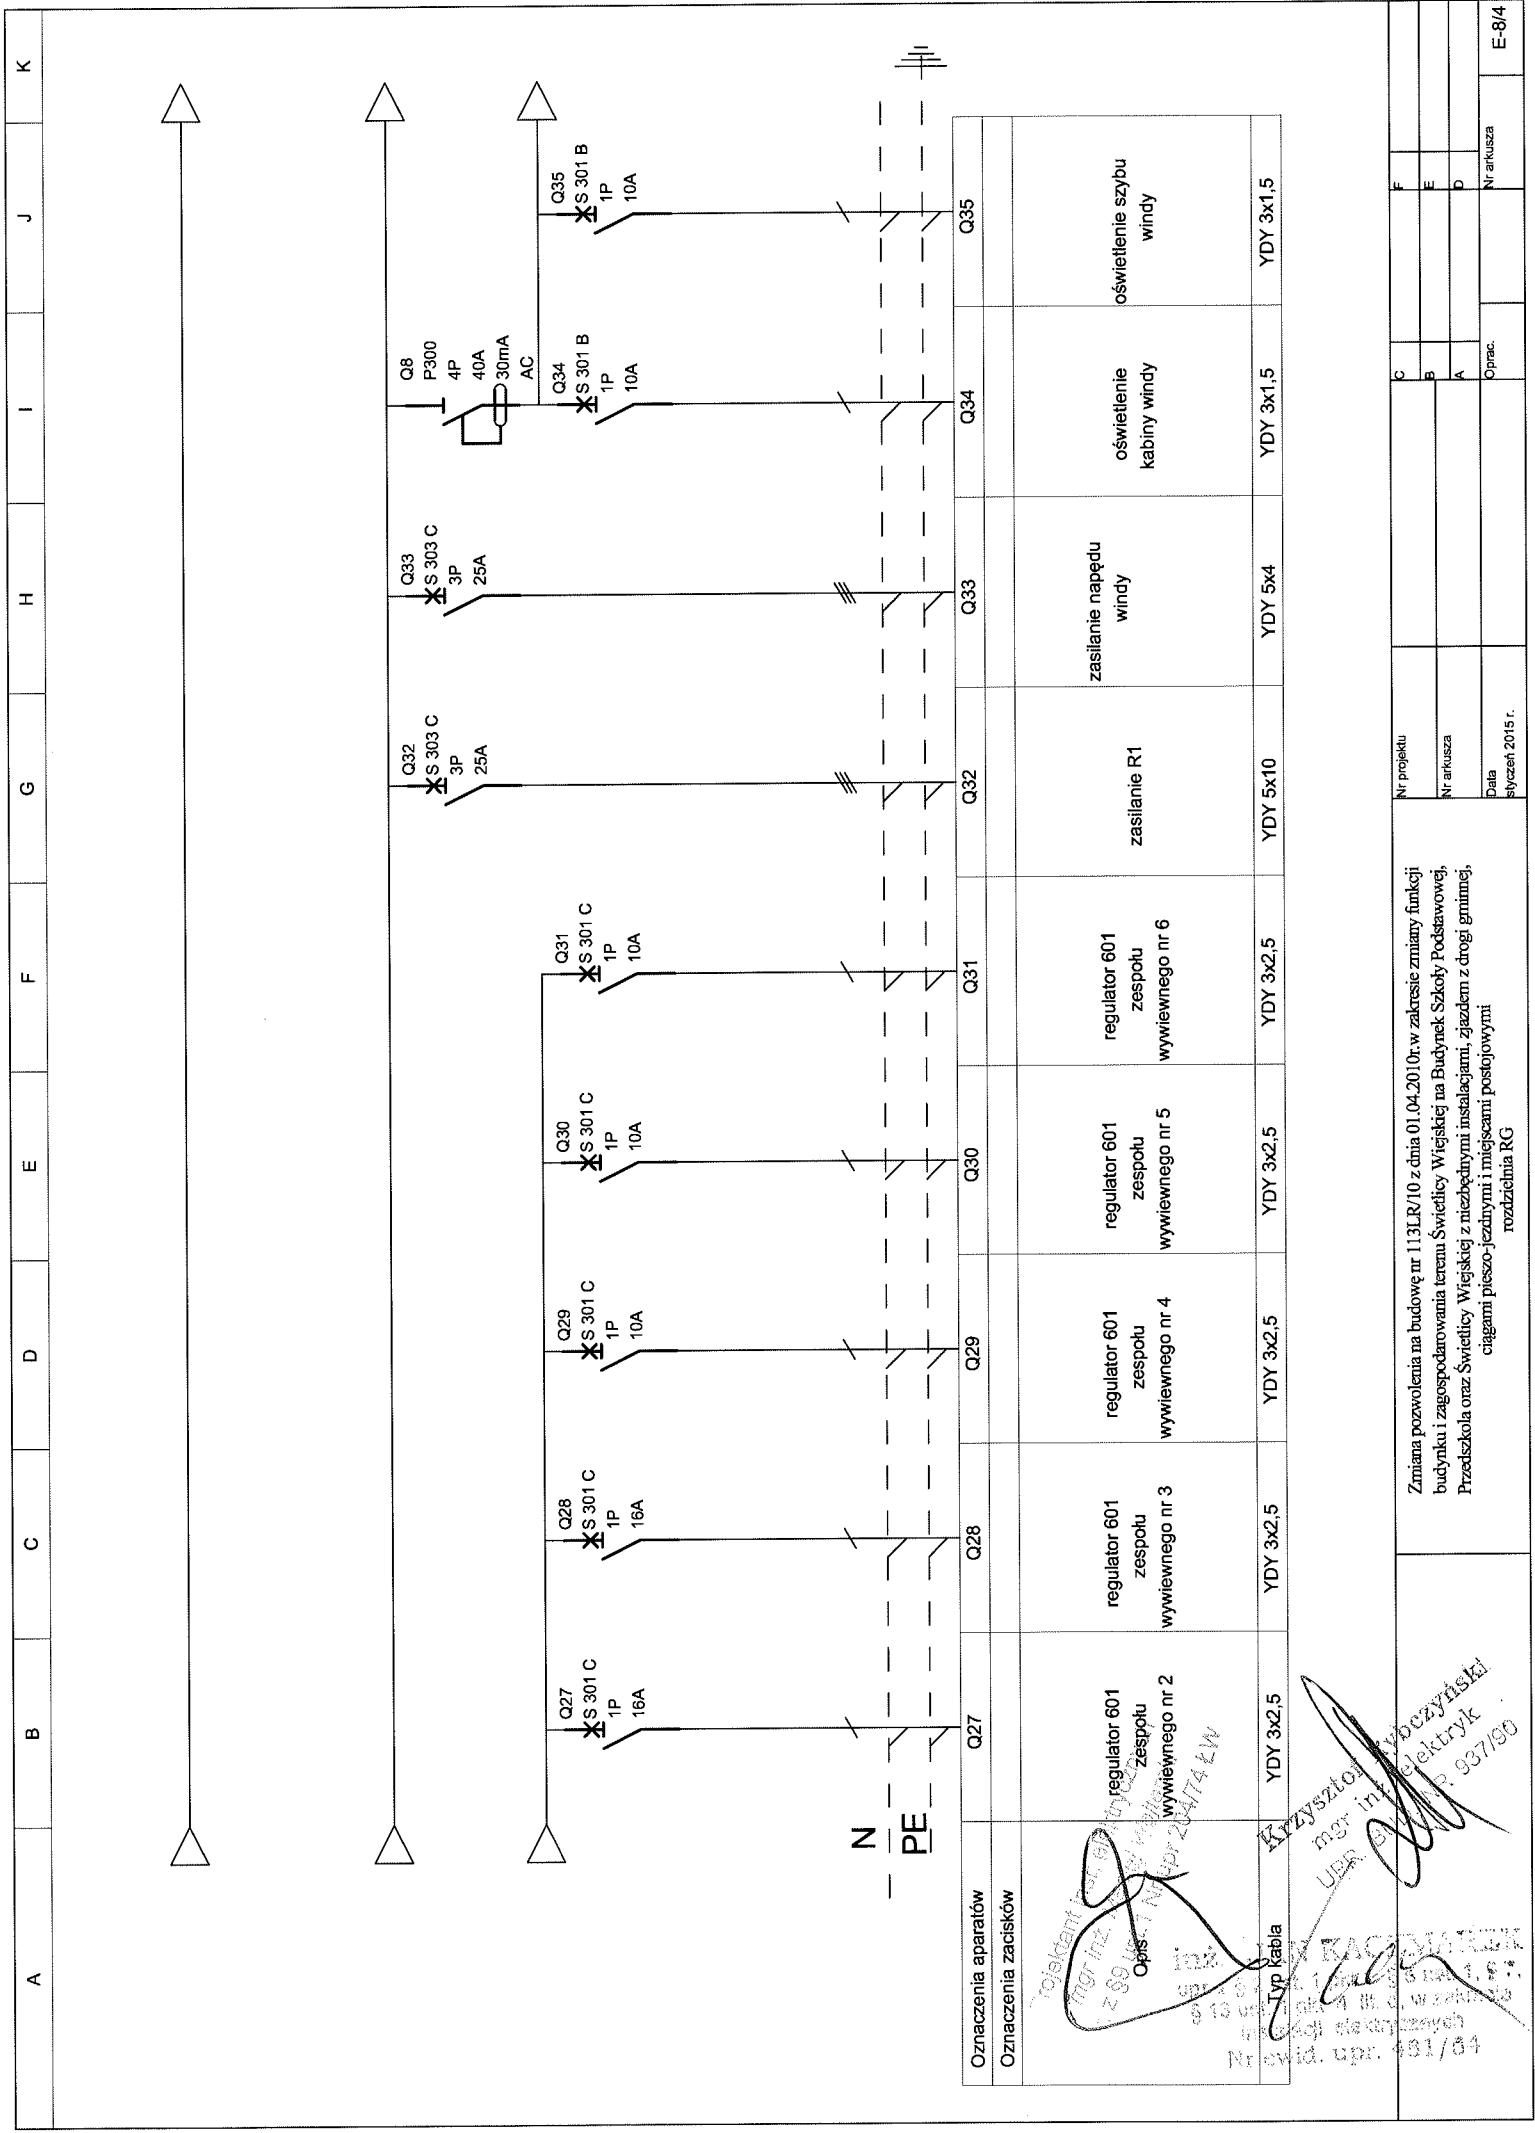 A
B
C
D
E
F
G
H
I
J
K
Q8
P300
4P
40A
30mA
AC
Q32
S 303 C
3P
25A
Q33
S 303 C
3P
25A
Q27
S 301 C
1P
16A
Q28
S 301 C
1P
16A
Q29
S 301 C
1P
10A
Q30
S 301 C
1P
10A
Q31
S 301 C
1P
10A
Q34
S 301 B
1P
10A
Q35
S 301 B
1P
10A
N
PE
Oznaczenia aparatów
Q27
Q28
Q29
Q30
Q31
Q32
Q33
Q34
Q35
Oznaczenia zacisków
Opis
regulator 601
zespołu
wywiewnego nr 2
regulator 601
zespołu
wywiewnego nr 3
regulator 601
zespołu
wywiewnego nr 4
regulator 601
zespołu
wywiewnego nr 5
regulator 601
zespołu
wywiewnego nr 6
zasilanie R1
zasilanie napędu
windy
oświetlenie
kabiny windy
oświetlenie szybu
windy
Typ kabla
YDY 3x2,5
YDY 3x2,5
YDY 3x2,5
YDY 3x2,5
YDY 3x2,5
YDY 5x10
YDY 5x4
YDY 3x1,5
YDY 3x1,5
mgr inż.
Krzysztof
mgr inż. elektryk
UPR. NR 937/90
inż. JAN KACZMAREK
Nr ewid. upr. 481/84
Zmiana pozwolenia na budowę nr 113LR/10 z dnia 01.04.2010r.w zakresie zmiany funkcji
budynku i zagospodarowania terenu Świetlicy Wiejskiej na Budynek Szkoły Podstawowej,
Przedszkola oraz Świetlicy Wiejskiej z niezbędnymi instalacjami, zjazdem z drogi gminnej,
ciągami pieszo-jezdnymi i miejscami postojowymi
rozdzielnia RG
Nr projektu
Nr arkusza
Data
styczeń 2015 r.
C
B
A
Oprac.
F
E
D
Nr arkusza
E-8/4